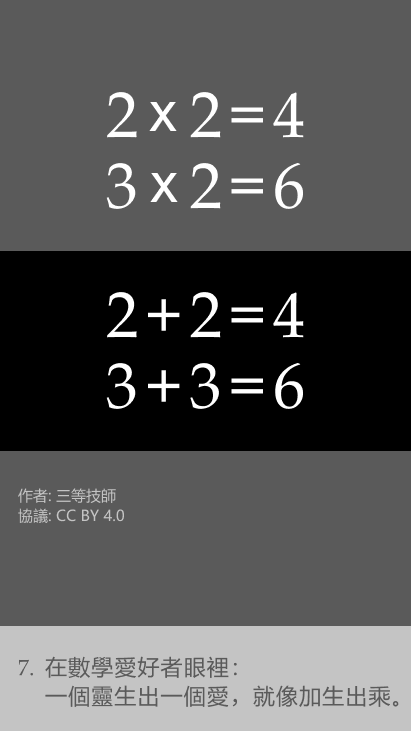 2 x 2 = 4
3 x 2 = 6
2 + 2 = 4
3 + 3 = 6
作者: 三等技師
協議: CC BY 4.0
7. 在數學愛好者眼裡：
一個靈生出一個愛，就像加生出乘。